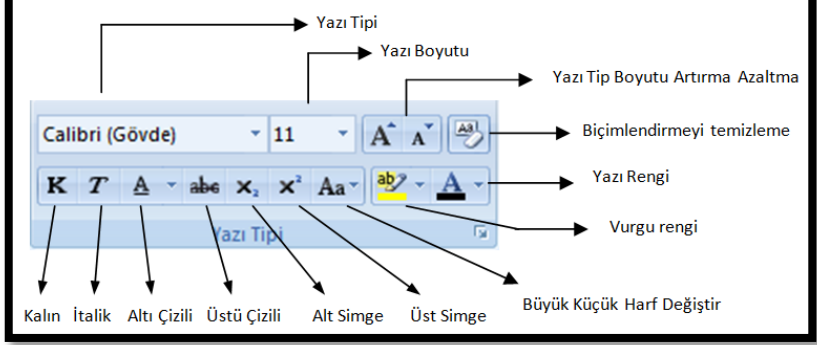 Yazı Tipi
Yazı Boyutu
Yazı Tip Boyutu Artırma Azaltma
Calibri (Gövde) 11 A A Aa
Biçimlendirmeyi temizleme
K T A abc x₂ x² Aa ab A
Yazı Rengi
Yazı Tipi
Vurgu rengi
Büyük Küçük Harf Değiştir
Kalın İtalik Altı Çizili Üstü Çizili Alt Simge Üst Simge